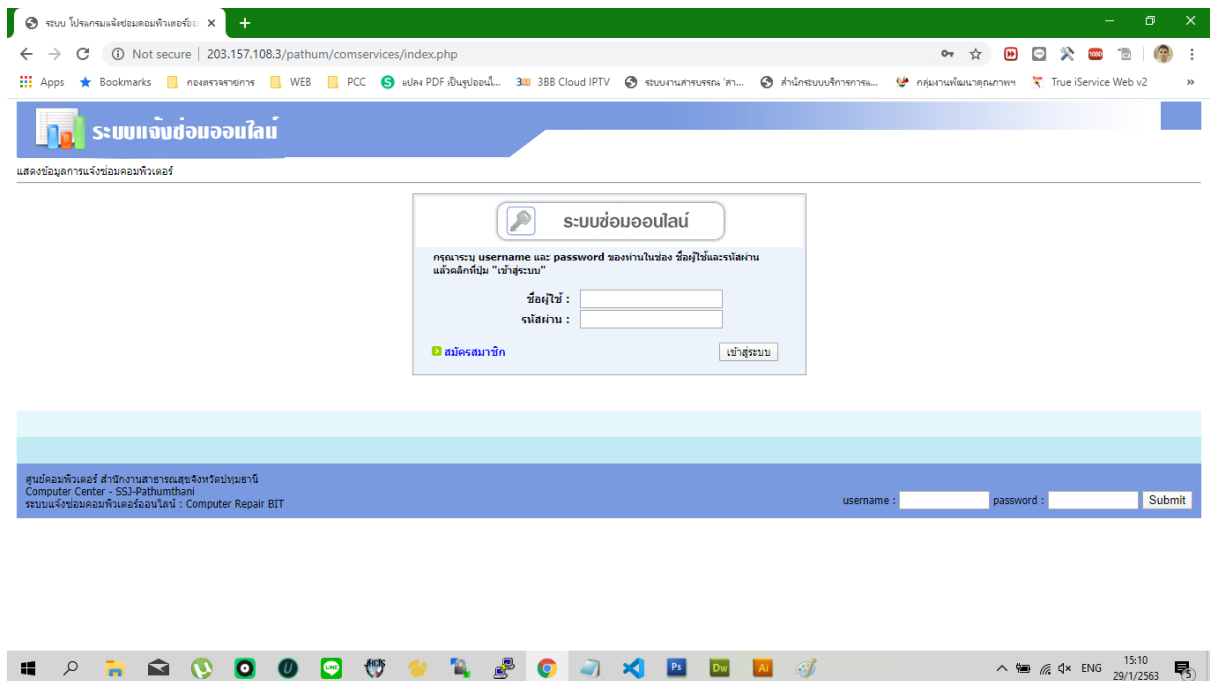 ระบบ โปรแกรมแจ้งซ่อมคอมพิวเตอร์ออ
Not secure | 203.157.108.3/pathum/comservices/index.php
Apps Bookmarks กองตรวจราชการ WEB PCC แปลง PDF เป็นรูปออนไ... 3BB Cloud IPTV ระบบงานสารบรรณ 'สา... สำนักระบบบริการการแ... กลุ่มงานพัฒนาคุณภาพฯ True iService Web v2 »
ระบบแจ้งซ่อมออนไลน์
แสดงข้อมูลการแจ้งซ่อมคอมพิวเตอร์
ระบบซ่อมออนไลน์
กรุณาระบุ username และ password ของท่านในช่อง ชื่อผู้ใช้และรหัสผ่าน
แล้วคลิกที่ปุ่ม "เข้าสู่ระบบ"
ชื่อผู้ใช้ :
รหัสผ่าน :
สมัครสมาชิก
เข้าสู่ระบบ
ศูนย์คอมพิวเตอร์ สำนักงานสาธารณสุขจังหวัดปทุมธานี
Computer Center - SSJ-Pathumthani
ระบบแจ้งซ่อมคอมพิวเตอร์ออนไลน์ : Computer Repair BIT
username : password : Submit
LINE Ps Dw Ai ENG 15:10
29/1/2563 5